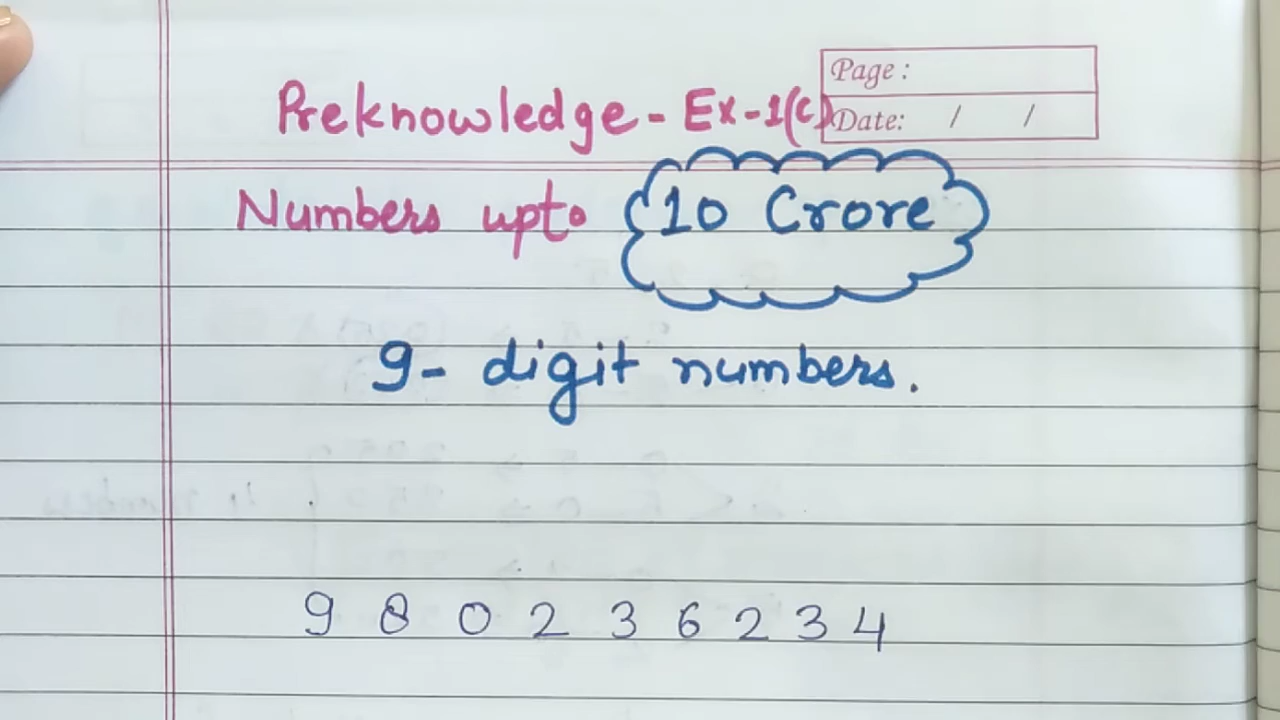 Page :
Preknowledge - Ex-1(c)
Date: / /
Numbers upto 10 Crore
9- digit numbers.
9 8 0 2 3 6 2 3 4